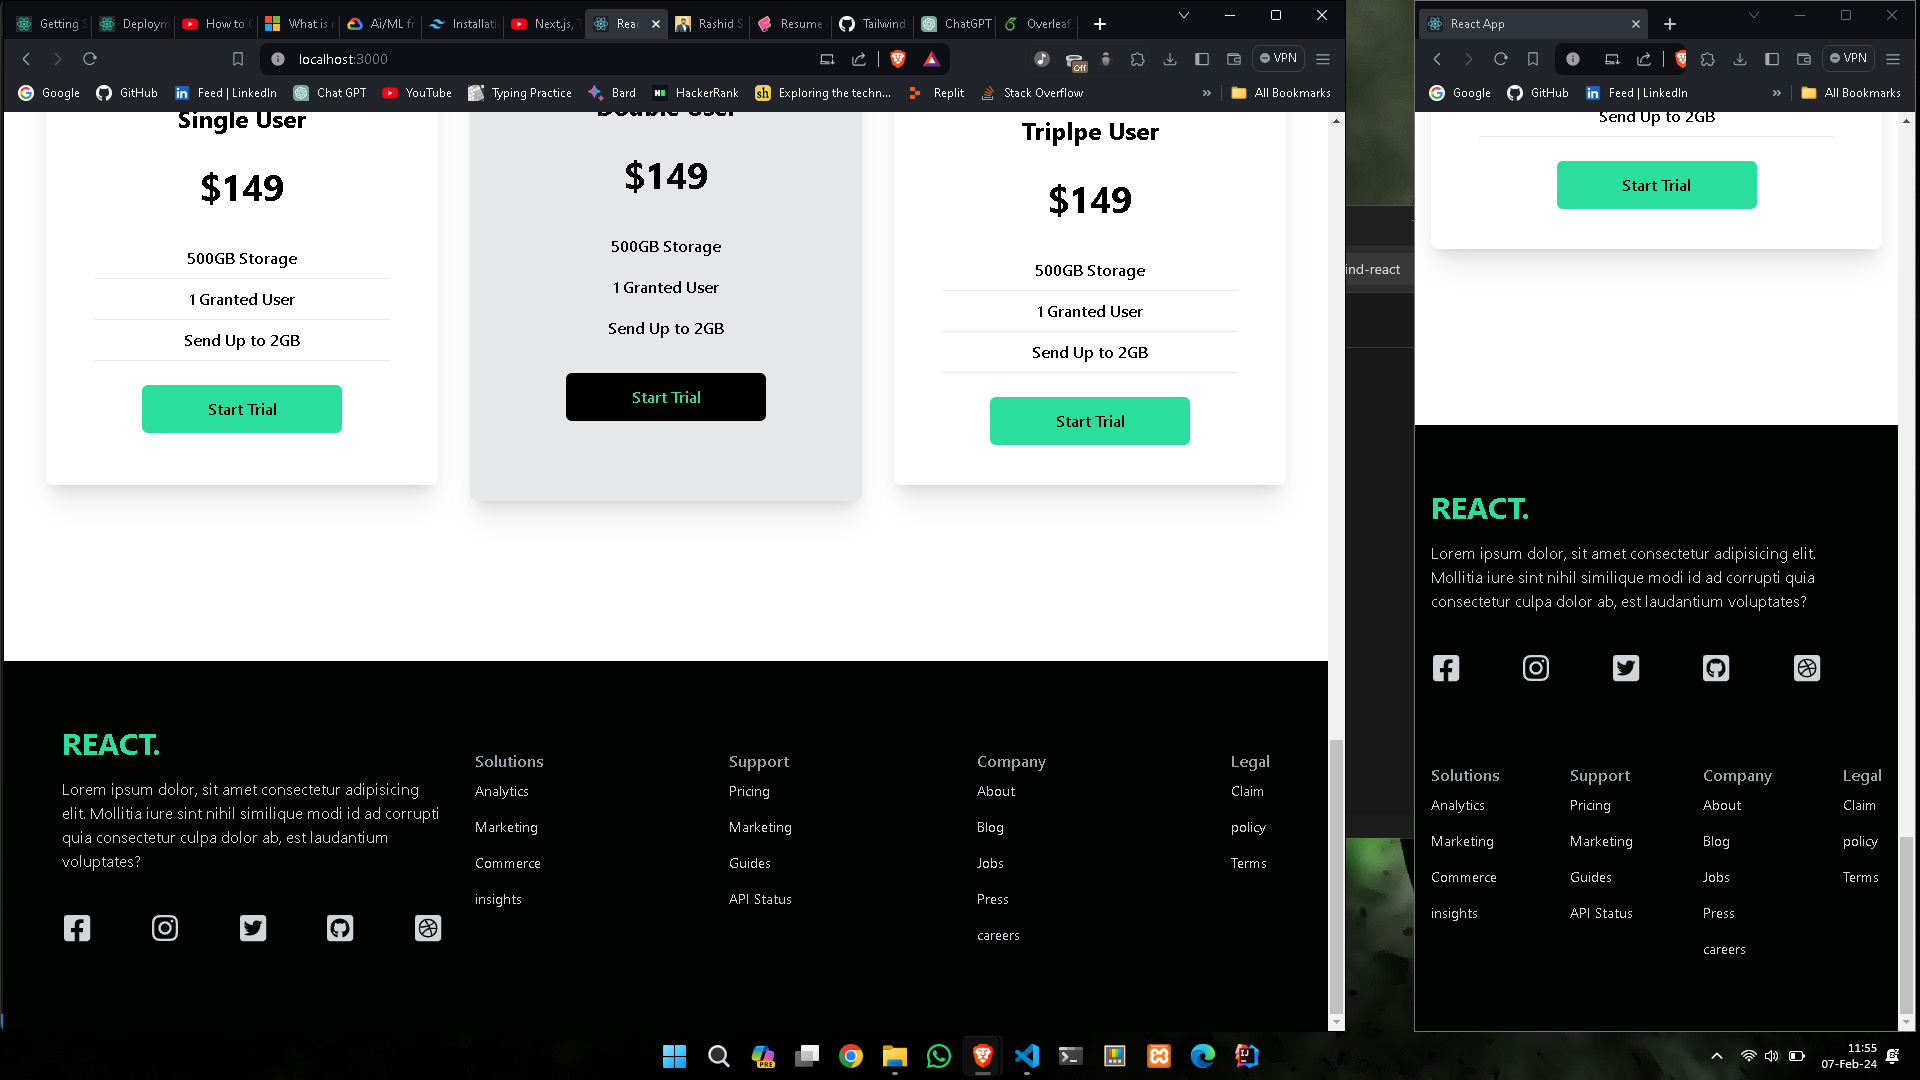 Getting S
Deploym
How to C
What is r
Ai/ML fr
Installati
Next.js, T
Reac
Rashid S
Resume
Tailwind-
ChatGPT
Overleaf
localhost:3000
Off
VPN
Google
GitHub
Feed | LinkedIn
Chat GPT
YouTube
Typing Practice
Bard
HackerRank
sh
Exploring the techn...
Replit
Stack Overflow
»
All Bookmarks
Single User
$149
500GB Storage
1 Granted User
Send Up to 2GB
Start Trial
Double User
$149
500GB Storage
1 Granted User
Send Up to 2GB
Start Trial
Triplpe User
$149
500GB Storage
1 Granted User
Send Up to 2GB
Start Trial
REACT.
Lorem ipsum dolor, sit amet consectetur adipisicing
elit. Mollitia iure sint nihil similique modi id ad corrupti
quia consectetur culpa dolor ab, est laudantium
voluptates?
Solutions
Analytics
Marketing
Commerce
insights
Support
Pricing
Marketing
Guides
API Status
Company
About
Blog
Jobs
Press
careers
Legal
Claim
policy
Terms
ind-react
React App
VPN
Google
GitHub
Feed | LinkedIn
»
All Bookmarks
Send Up to 2GB
Start Trial
REACT.
Lorem ipsum dolor, sit amet consectetur adipisicing elit.
Mollitia iure sint nihil similique modi id ad corrupti quia
consectetur culpa dolor ab, est laudantium voluptates?
Solutions
Analytics
Marketing
Commerce
insights
Support
Pricing
Marketing
Guides
API Status
Company
About
Blog
Jobs
Press
careers
Legal
Claim
policy
Terms
PRE
11:55
07-Feb-24